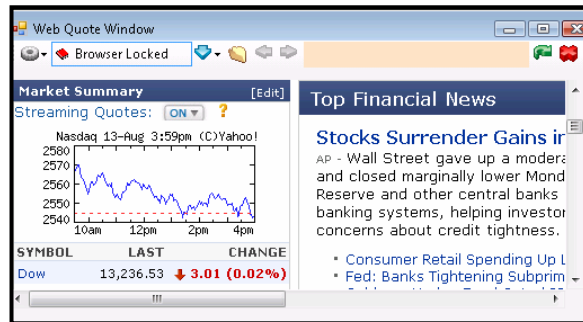 Web Quote Window
Browser Locked
Market Summary [Edit]
Streaming Quotes: ON ?
Nasdaq 13-Aug 3:59pm (C)Yahoo!
2580
2570
2560
2550
2540
10am 12pm 2pm 4pm
SYMBOL LAST CHANGE
Dow 13,236.53 3.01 (0.02%)
Top Financial News
Stocks Surrender Gains in
AP - Wall Street gave up a modera
and closed marginally lower Mond
Reserve and other central banks
banking systems, helping investor
concerns about credit tightness.
Consumer Retail Spending Up L
Fed: Banks Tightening Subprim